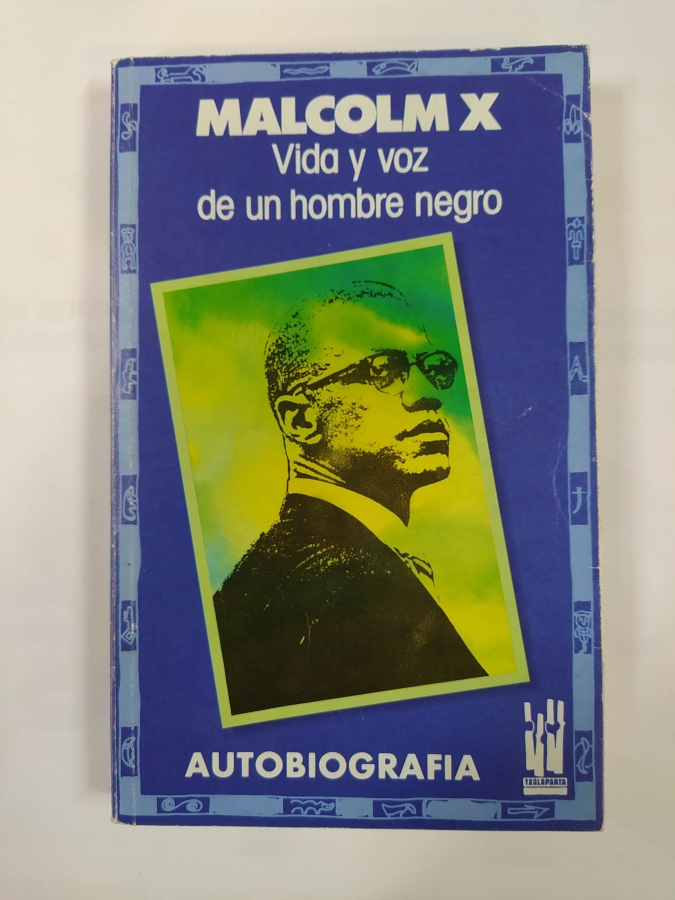 MALCOLM X
Vida y voz
de un hombre negro
AUTOBIOGRAFIA
TXALAPARTA